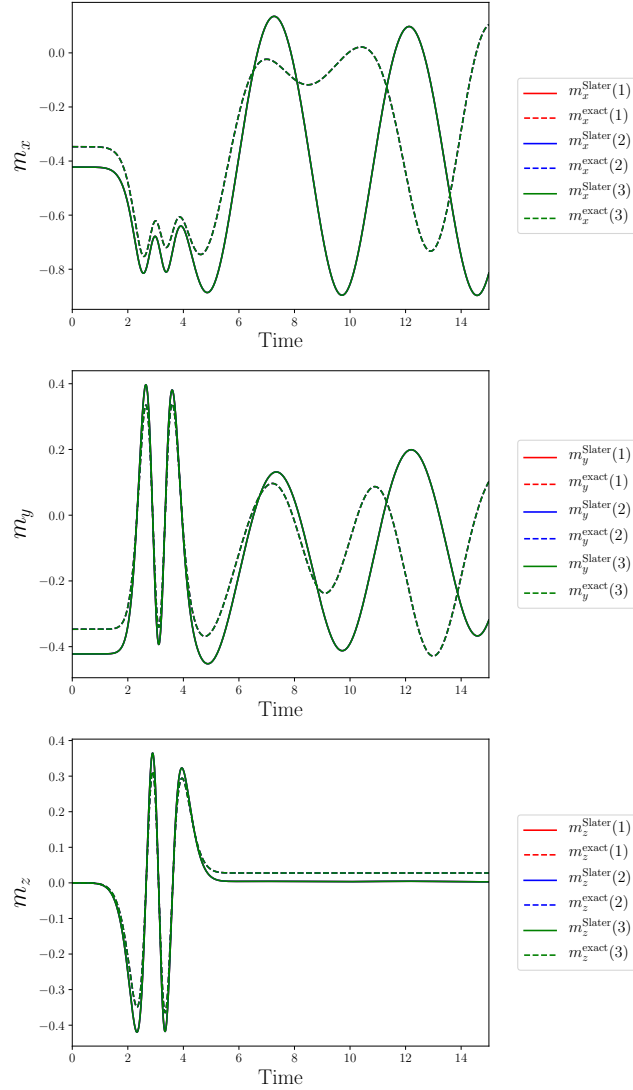 0.0
−0.2
−0.4
−0.6
−0.8
m_x
0 2 4 6 8 10 12 14
Time
m_x^Slater(1)
m_x^exact(1)
m_x^Slater(2)
m_x^exact(2)
m_x^Slater(3)
m_x^exact(3)
0.4
0.2
0.0
−0.2
−0.4
m_y
0 2 4 6 8 10 12 14
Time
m_y^Slater(1)
m_y^exact(1)
m_y^Slater(2)
m_y^exact(2)
m_y^Slater(3)
m_y^exact(3)
0.4
0.3
0.2
0.1
0.0
−0.1
−0.2
−0.3
−0.4
m_z
0 2 4 6 8 10 12 14
Time
m_z^Slater(1)
m_z^exact(1)
m_z^Slater(2)
m_z^exact(2)
m_z^Slater(3)
m_z^exact(3)